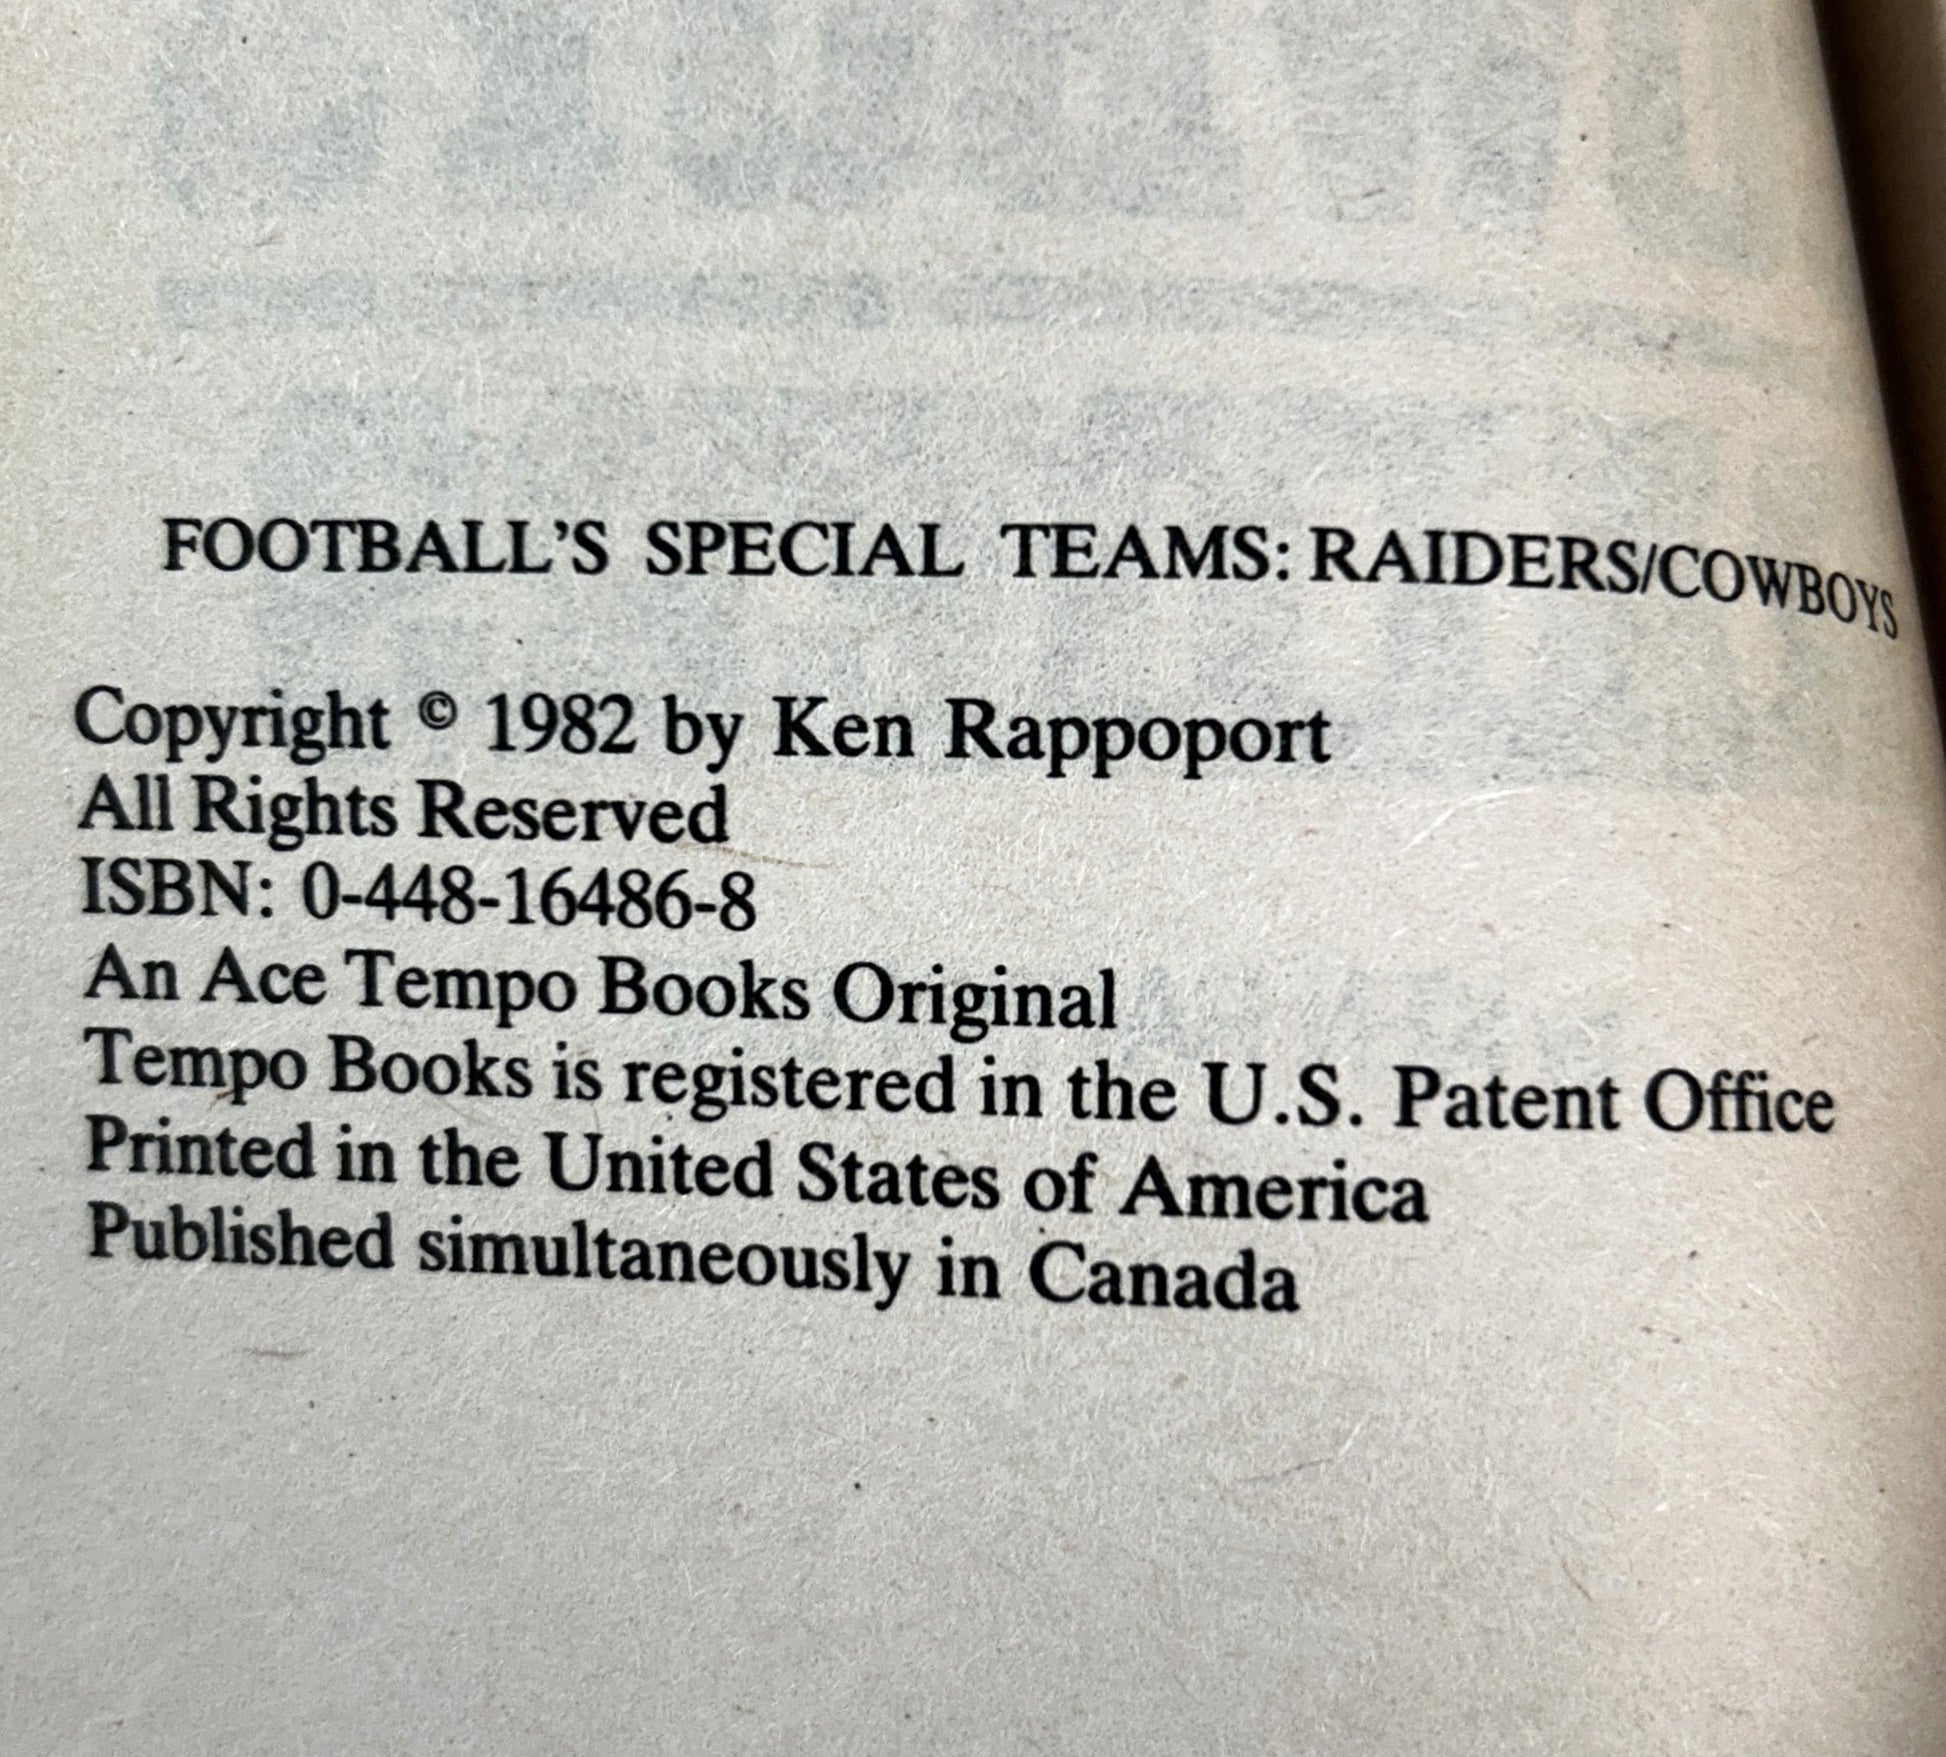 FOOTBALL'S SPECIAL TEAMS: RAIDERS/COWBOYS
Copyright © 1982 by Ken Rappoport
All Rights Reserved
ISBN: 0-448-16486-8
An Ace Tempo Books Original
Tempo Books is registered in the U.S. Patent Office
Printed in the United States of America
Published simultaneously in Canada